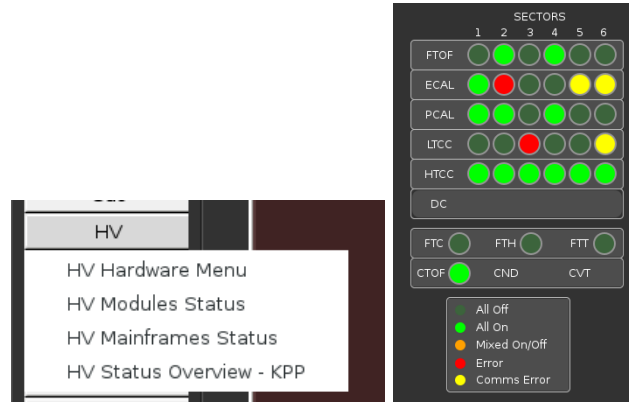 HV
HV Hardware Menu
HV Modules Status
HV Mainframes Status
HV Status Overview - KPP
SECTORS
1 2 3 4 5 6
FTOF
ECAL
PCAL
LTCC
HTCC
DC
FTC FTH FTT
CTOF CND CVT
All Off
All On
Mixed On/Off
Error
Comms Error